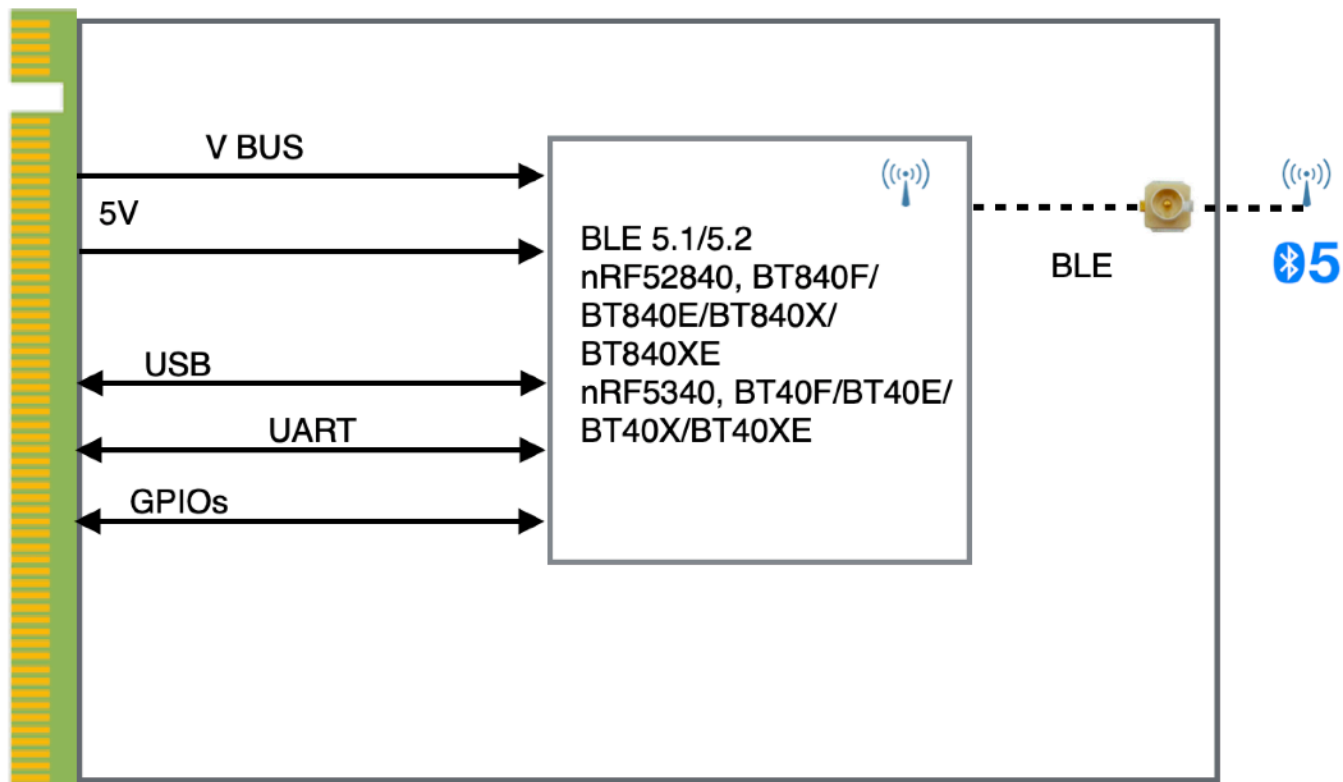 V BUS
5V
USB
UART
GPIOs
BLE 5.1/5.2
nRF52840, BT840F/
BT840E/BT840X/
BT840XE
nRF5340, BT40F/BT40E/
BT40X/BT40XE
BLE
5